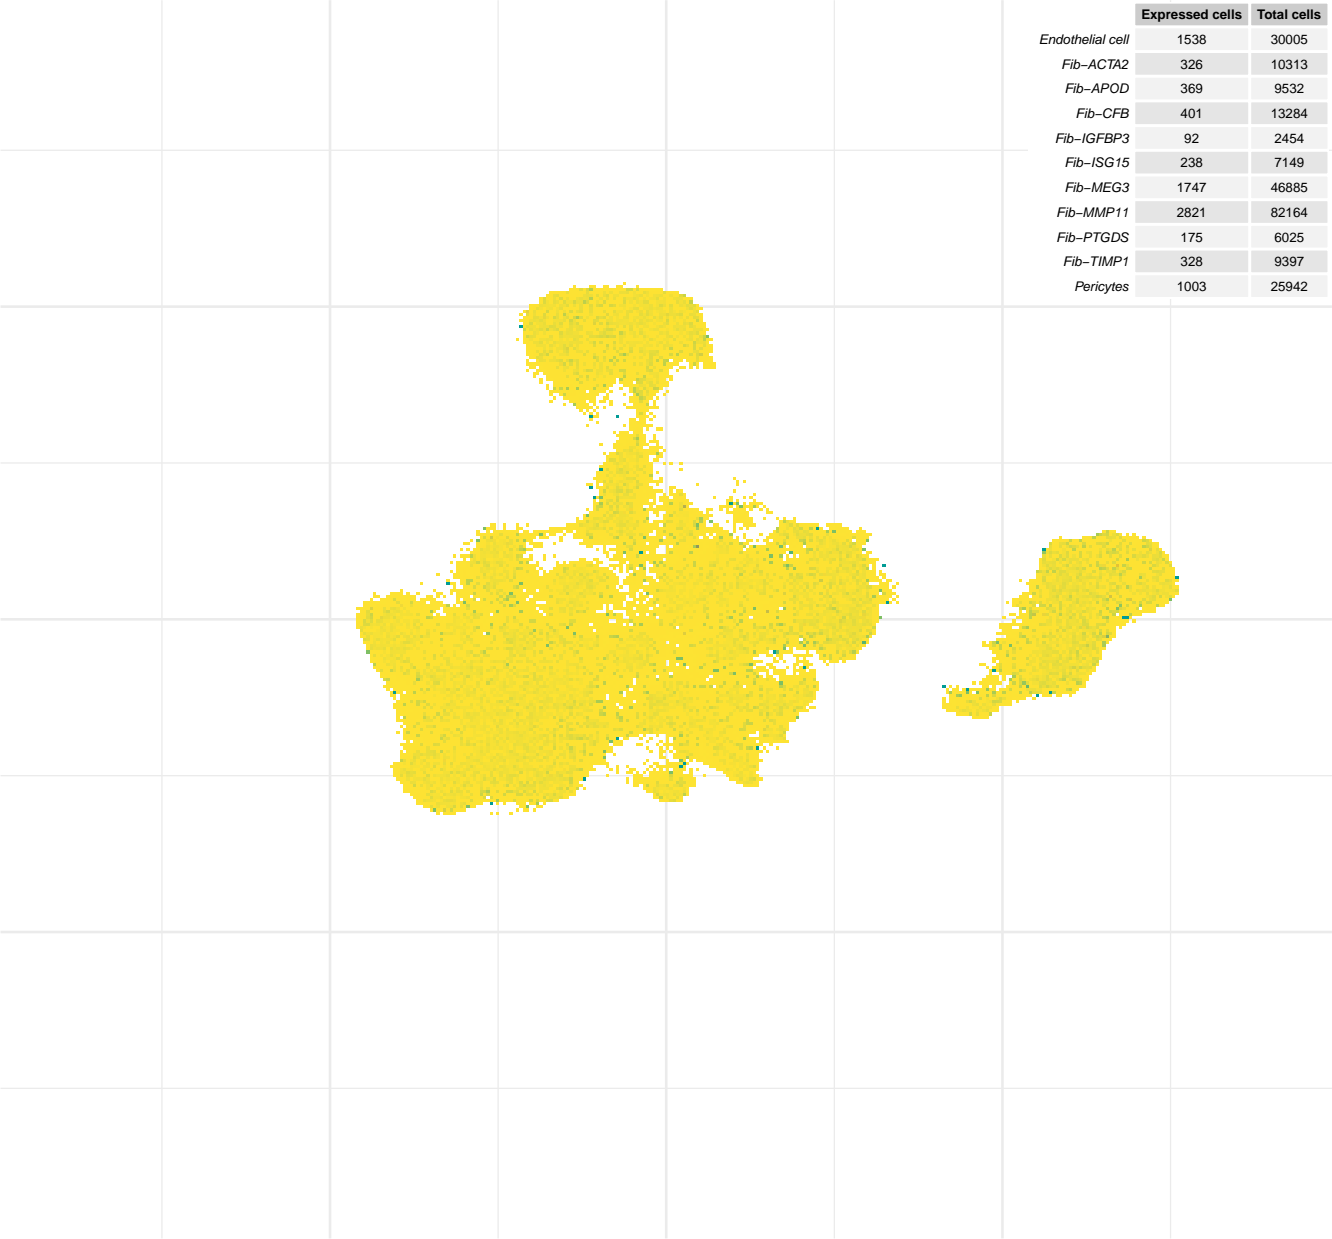 Expressed cells Total cells
Endothelial cell 1538 30005
Fib−ACTA2 326 10313
Fib−APOD 369 9532
Fib−CFB 401 13284
Fib−IGFBP3 92 2454
Fib−ISG15 238 7149
Fib−MEG3 1747 46885
Fib−MMP11 2821 82164
Fib−PTGDS 175 6025
Fib−TIMP1 328 9397
Pericytes 1003 25942